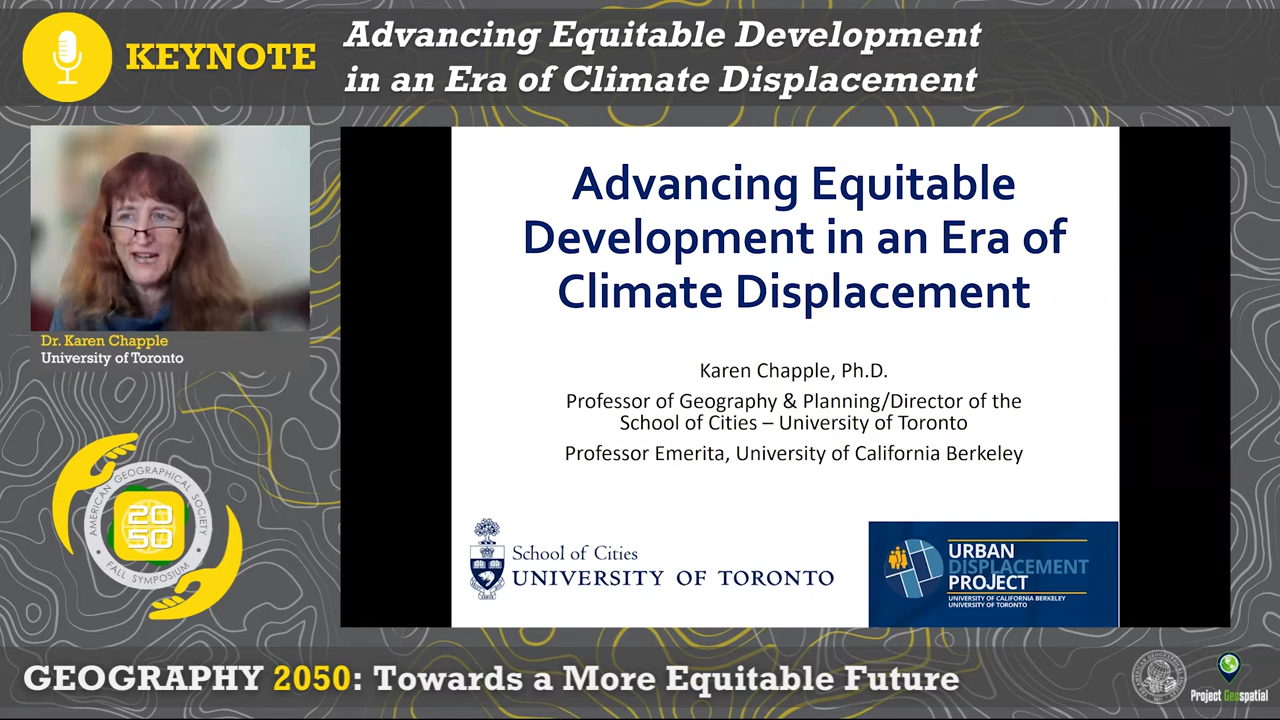 KEYNOTE
Advancing Equitable Development
in an Era of Climate Displacement
Dr. Karen Chapple
University of Toronto
Advancing Equitable
Development in an Era of
Climate Displacement
Karen Chapple, Ph.D.
Professor of Geography & Planning/Director of the
School of Cities – University of Toronto
Professor Emerita, University of California Berkeley
School of Cities
UNIVERSITY OF TORONTO
URBAN
DISPLACEMENT
PROJECT
UNIVERSITY OF CALIFORNIA BERKELEY
UNIVERSITY OF TORONTO
AMERICAN GEOGRAPHICAL SOCIETY
20
50
FALL SYMPOSIUM
GEOGRAPHY 2050: Towards a More Equitable Future
Project Geospatial